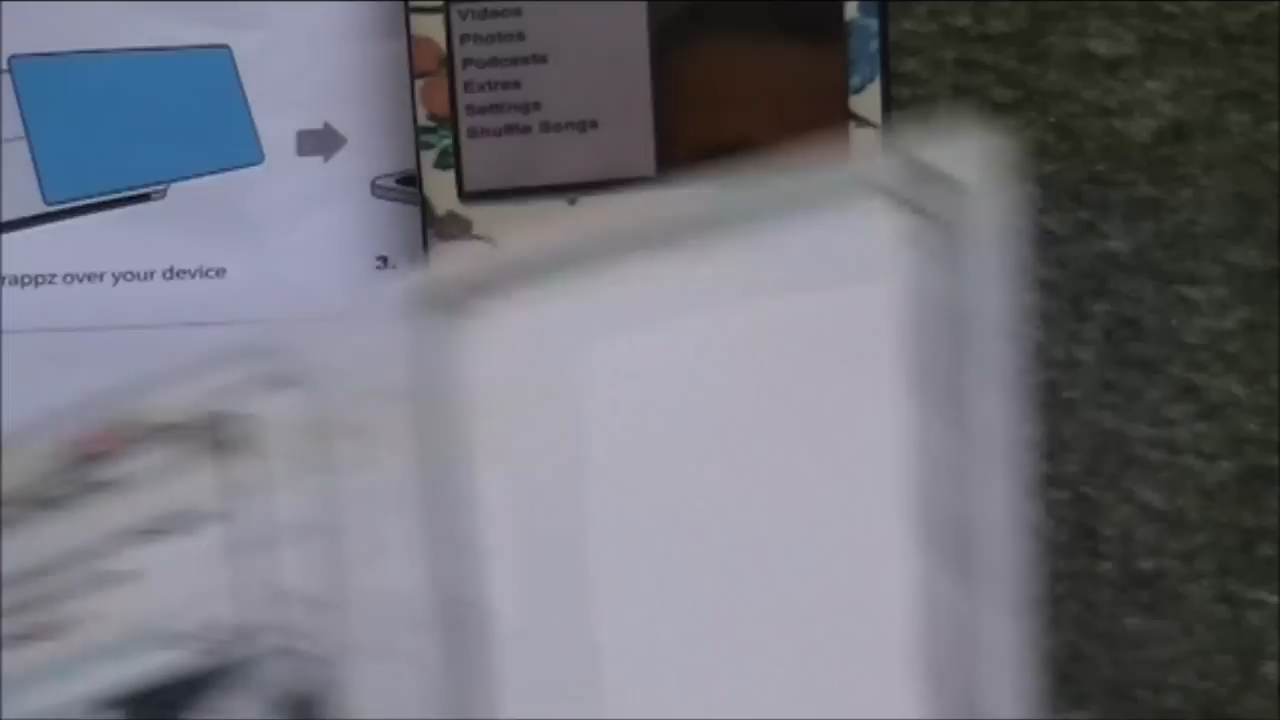 Videos
Photos
Podcasts
Extras
Settings
Shuffle Songs
rappz over your device
3.